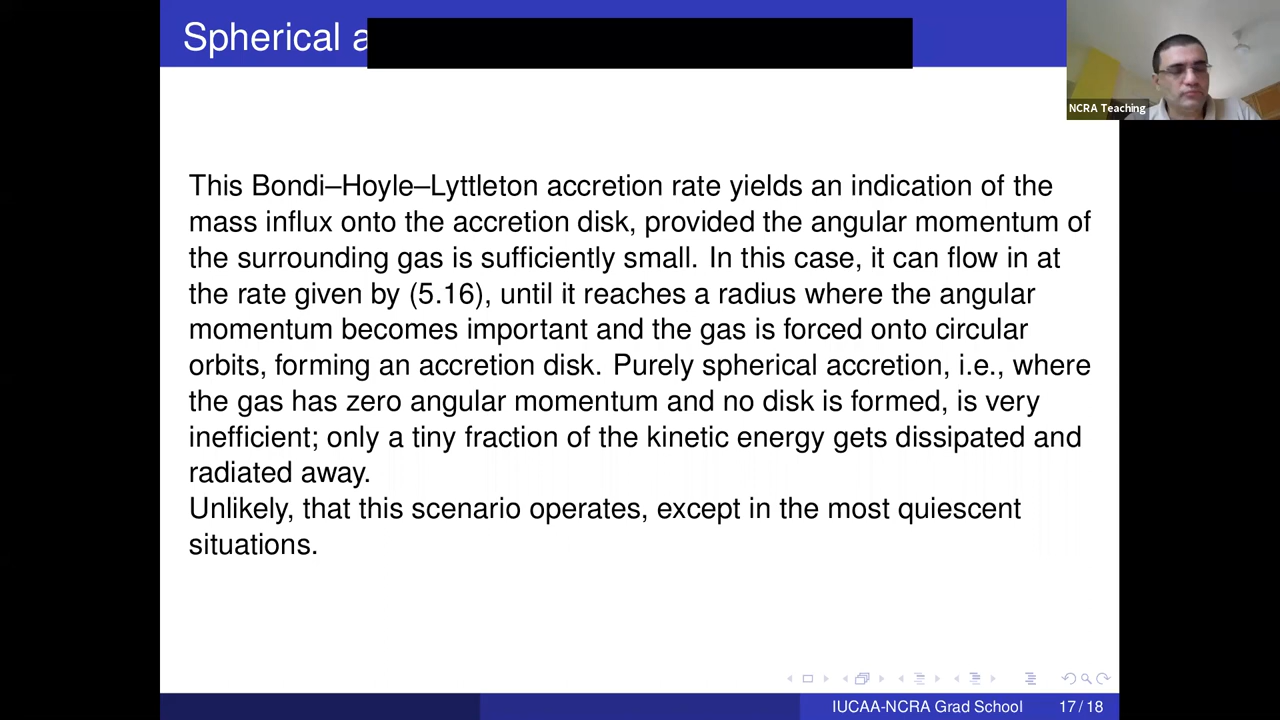 Spherical
NCRA Teaching
This Bondi–Hoyle–Lyttleton accretion rate yields an indication of the
mass influx onto the accretion disk, provided the angular momentum of
the surrounding gas is sufficiently small. In this case, it can flow in at
the rate given by (5.16), until it reaches a radius where the angular
momentum becomes important and the gas is forced onto circular
orbits, forming an accretion disk. Purely spherical accretion, i.e., where
the gas has zero angular momentum and no disk is formed, is very
inefficient; only a tiny fraction of the kinetic energy gets dissipated and
radiated away.
Unlikely, that this scenario operates, except in the most quiescent
situations.
IUCAA-NCRA Grad School 17 / 18